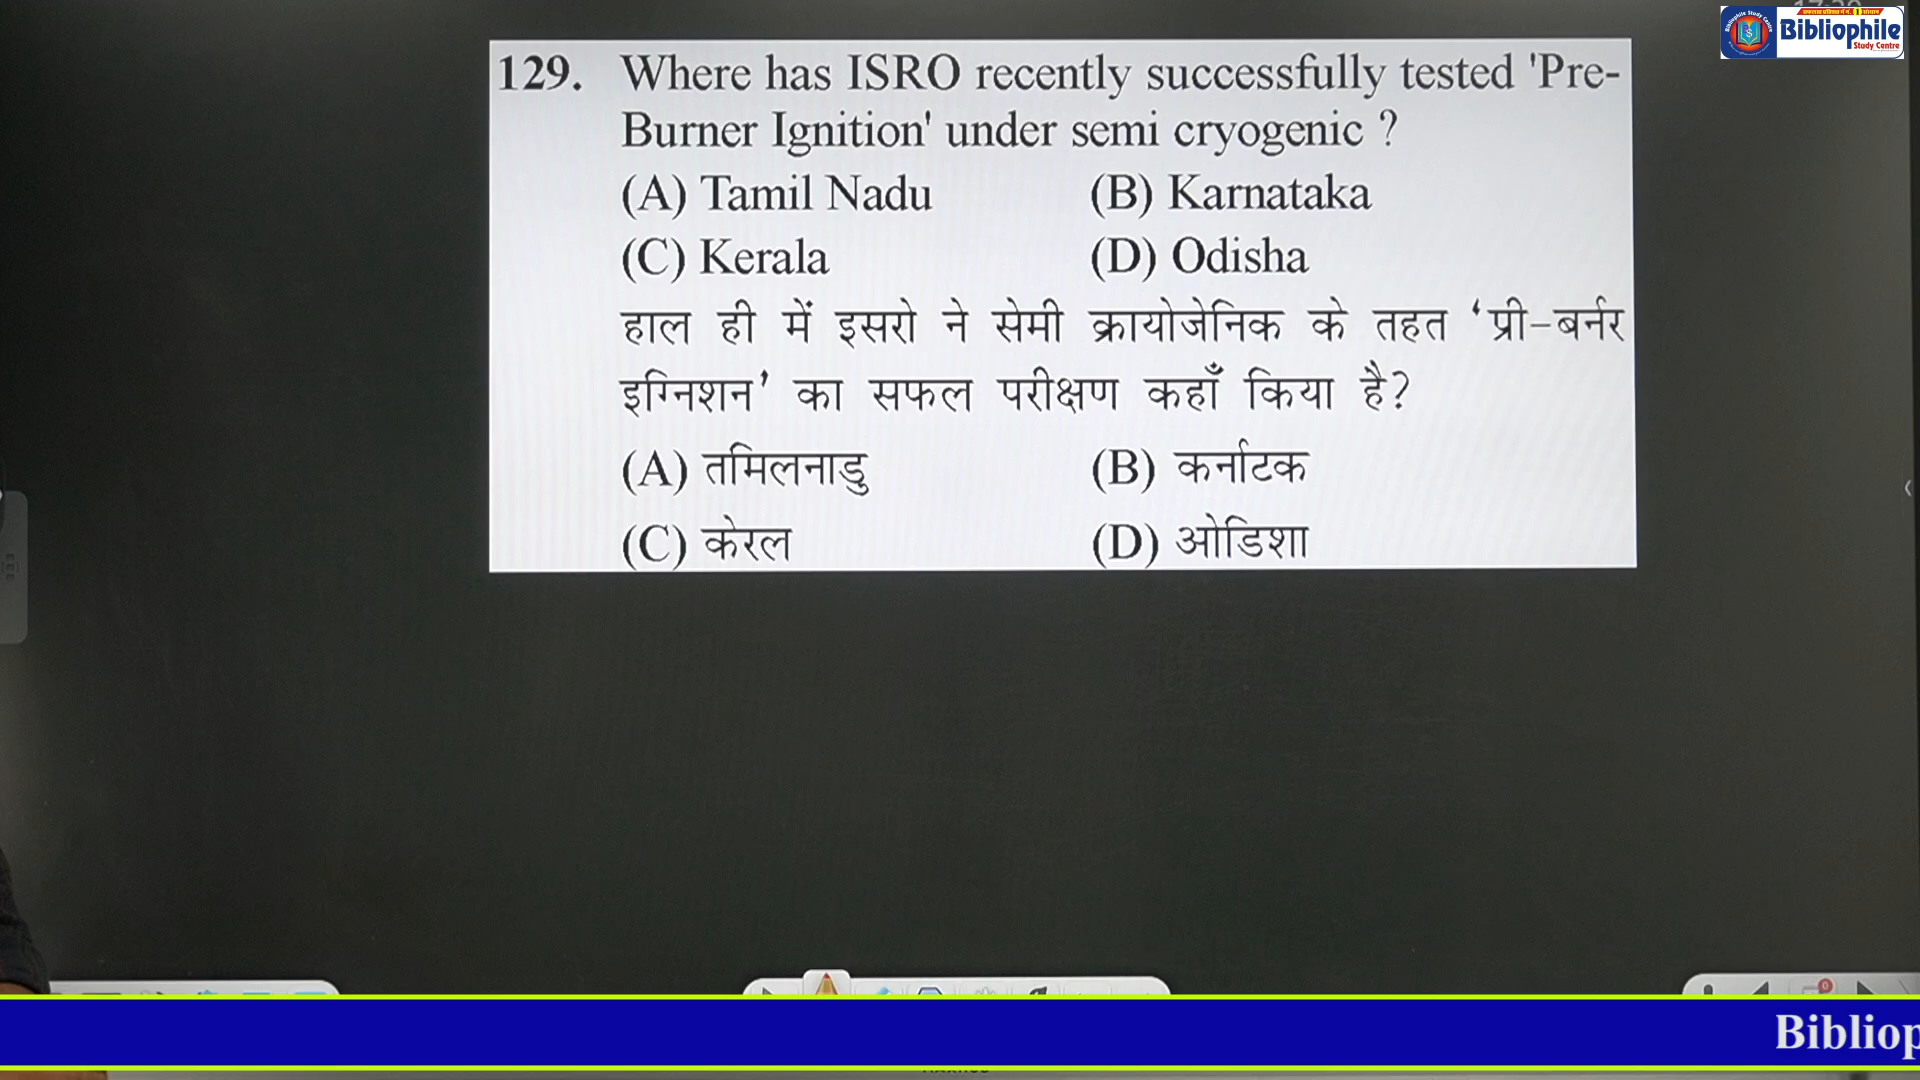 Bibliophile
Study Centre
129. Where has ISRO recently successfully tested 'Pre-
Burner Ignition' under semi cryogenic ?
(A) Tamil Nadu (B) Karnataka
(C) Kerala (D) Odisha
हाल ही में इसरो ने सेमी क्रायोजेनिक के तहत ‘प्री-बर्नर
इग्निशन’ का सफल परीक्षण कहाँ किया है?
(A) तमिलनाडु (B) कर्नाटक
(C) केरल (D) ओडिशा
Bibliop